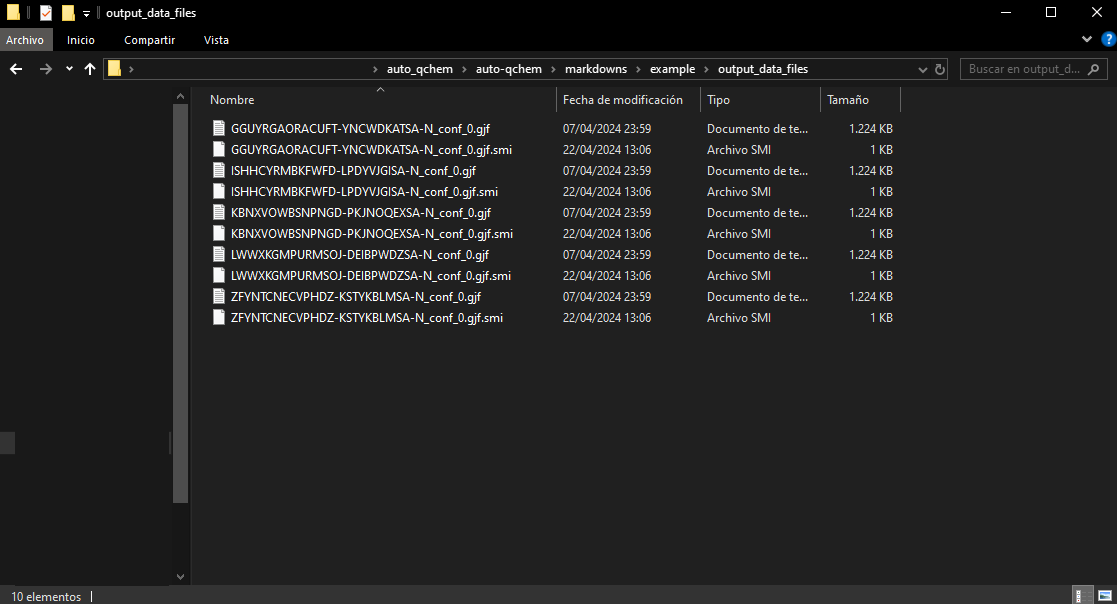 output_data_files
Archivo Inicio Compartir Vista
auto_qchem auto-qchem markdowns example output_data_files Buscar en output_d...
Nombre Fecha de modificación Tipo Tamaño
GGUYRGAORACUFT-YNCWDKATSA-N_conf_0.gjf 07/04/2024 23:59 Documento de te... 1.224 KB
GGUYRGAORACUFT-YNCWDKATSA-N_conf_0.gjf.smi 22/04/2024 13:06 Archivo SMI 1 KB
ISHHCYRMBKFWFD-LPDYVJGISA-N_conf_0.gjf 07/04/2024 23:59 Documento de te... 1.224 KB
ISHHCYRMBKFWFD-LPDYVJGISA-N_conf_0.gjf.smi 22/04/2024 13:06 Archivo SMI 1 KB
KBNXVOWBSNPNGD-PKJNOQEXSA-N_conf_0.gjf 07/04/2024 23:59 Documento de te... 1.224 KB
KBNXVOWBSNPNGD-PKJNOQEXSA-N_conf_0.gjf.smi 22/04/2024 13:06 Archivo SMI 1 KB
LWWXKGMPURMSOJ-DEIBPWDZSA-N_conf_0.gjf 07/04/2024 23:59 Documento de te... 1.224 KB
LWWXKGMPURMSOJ-DEIBPWDZSA-N_conf_0.gjf.smi 22/04/2024 13:06 Archivo SMI 1 KB
ZFYNTCNECVPHDZ-KSTYKBLMSA-N_conf_0.gjf 07/04/2024 23:59 Documento de te... 1.224 KB
ZFYNTCNECVPHDZ-KSTYKBLMSA-N_conf_0.gjf.smi 22/04/2024 13:06 Archivo SMI 1 KB
10 elementos